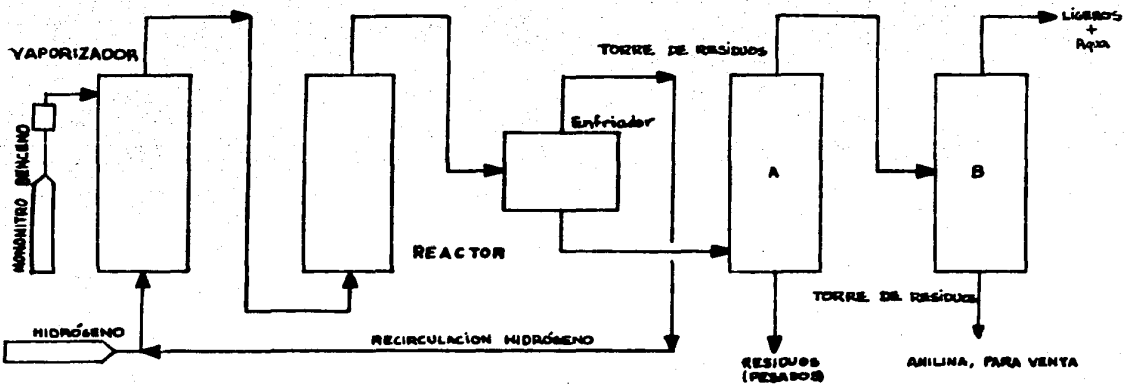 VAPORIZADOR
MONONITRO BENCENO
HIDRÓGENO
REACTOR
Enfriador
TORRE DE RESIDUOS
RECIRCULACION HIDRÓGENO
A
RESIDUOS
(PESADOS)
B
TORRE DE RESIDUOS
LIGEROS
+
Agua
ANILINA, PARA VENTA